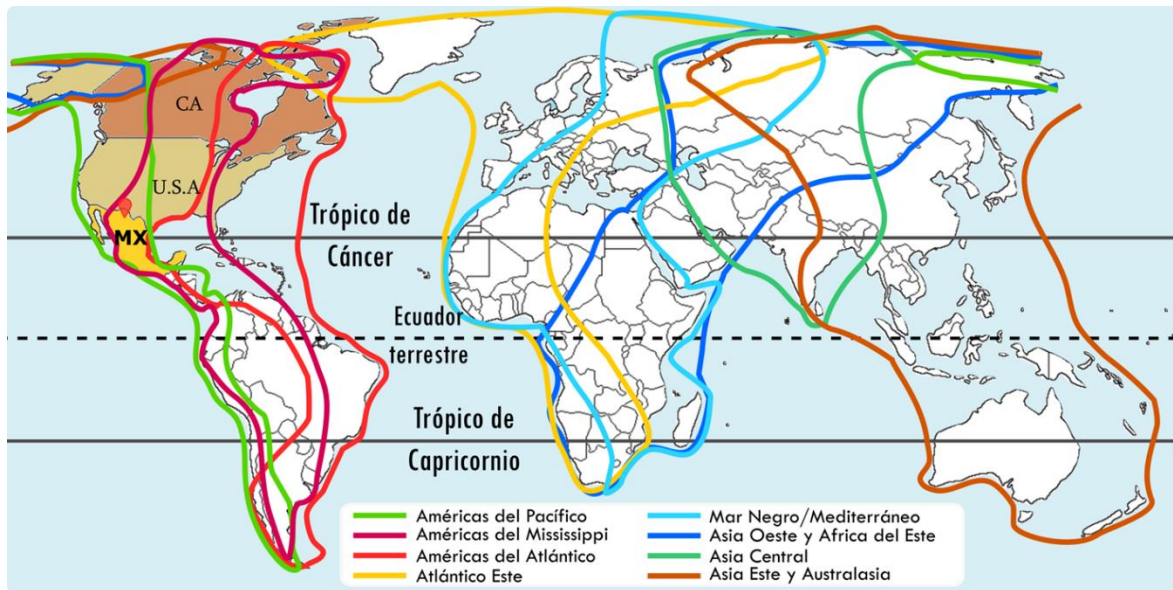 CA
U.S.A
MX
Trópico de
Cáncer
Ecuador
terrestre
Trópico de
Capricornio
Américas del Pacífico
Américas del Mississippi
Américas del Atlántico
Atlántico Este
Mar Negro/Mediterráneo
Asia Oeste y Africa del Este
Asia Central
Asia Este y Australasia